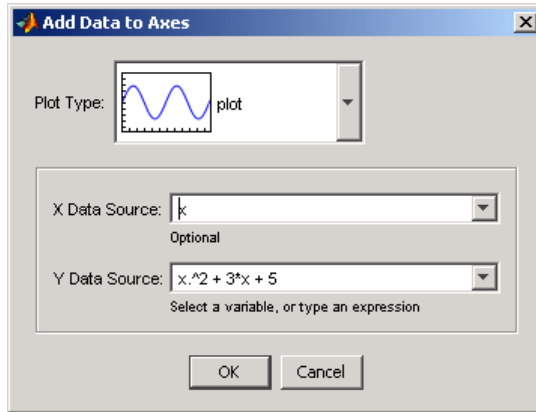 Add Data to Axes
Plot Type: plot
X Data Source: x
Optional
Y Data Source: x.^2 + 3*x + 5
Select a variable, or type an expression
OK Cancel